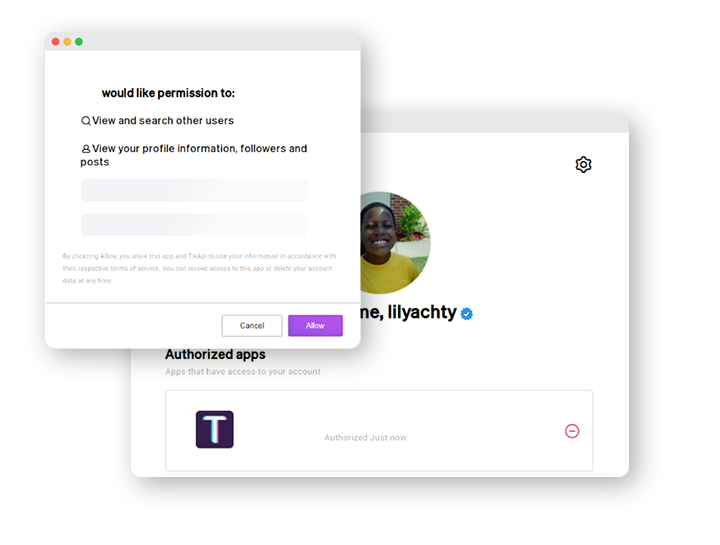 would like permission to:
View and search other users
View your profile information, followers and
posts
By clickcing Allow, you allow this app and TikApi to use your information in accordance with
their respective terms of service. You can revoke access to this app or delete your account
data at any time
Cancel
Allow
me, lilyachty
Authorized apps
Apps that have access to your account
T
Authorized Just now